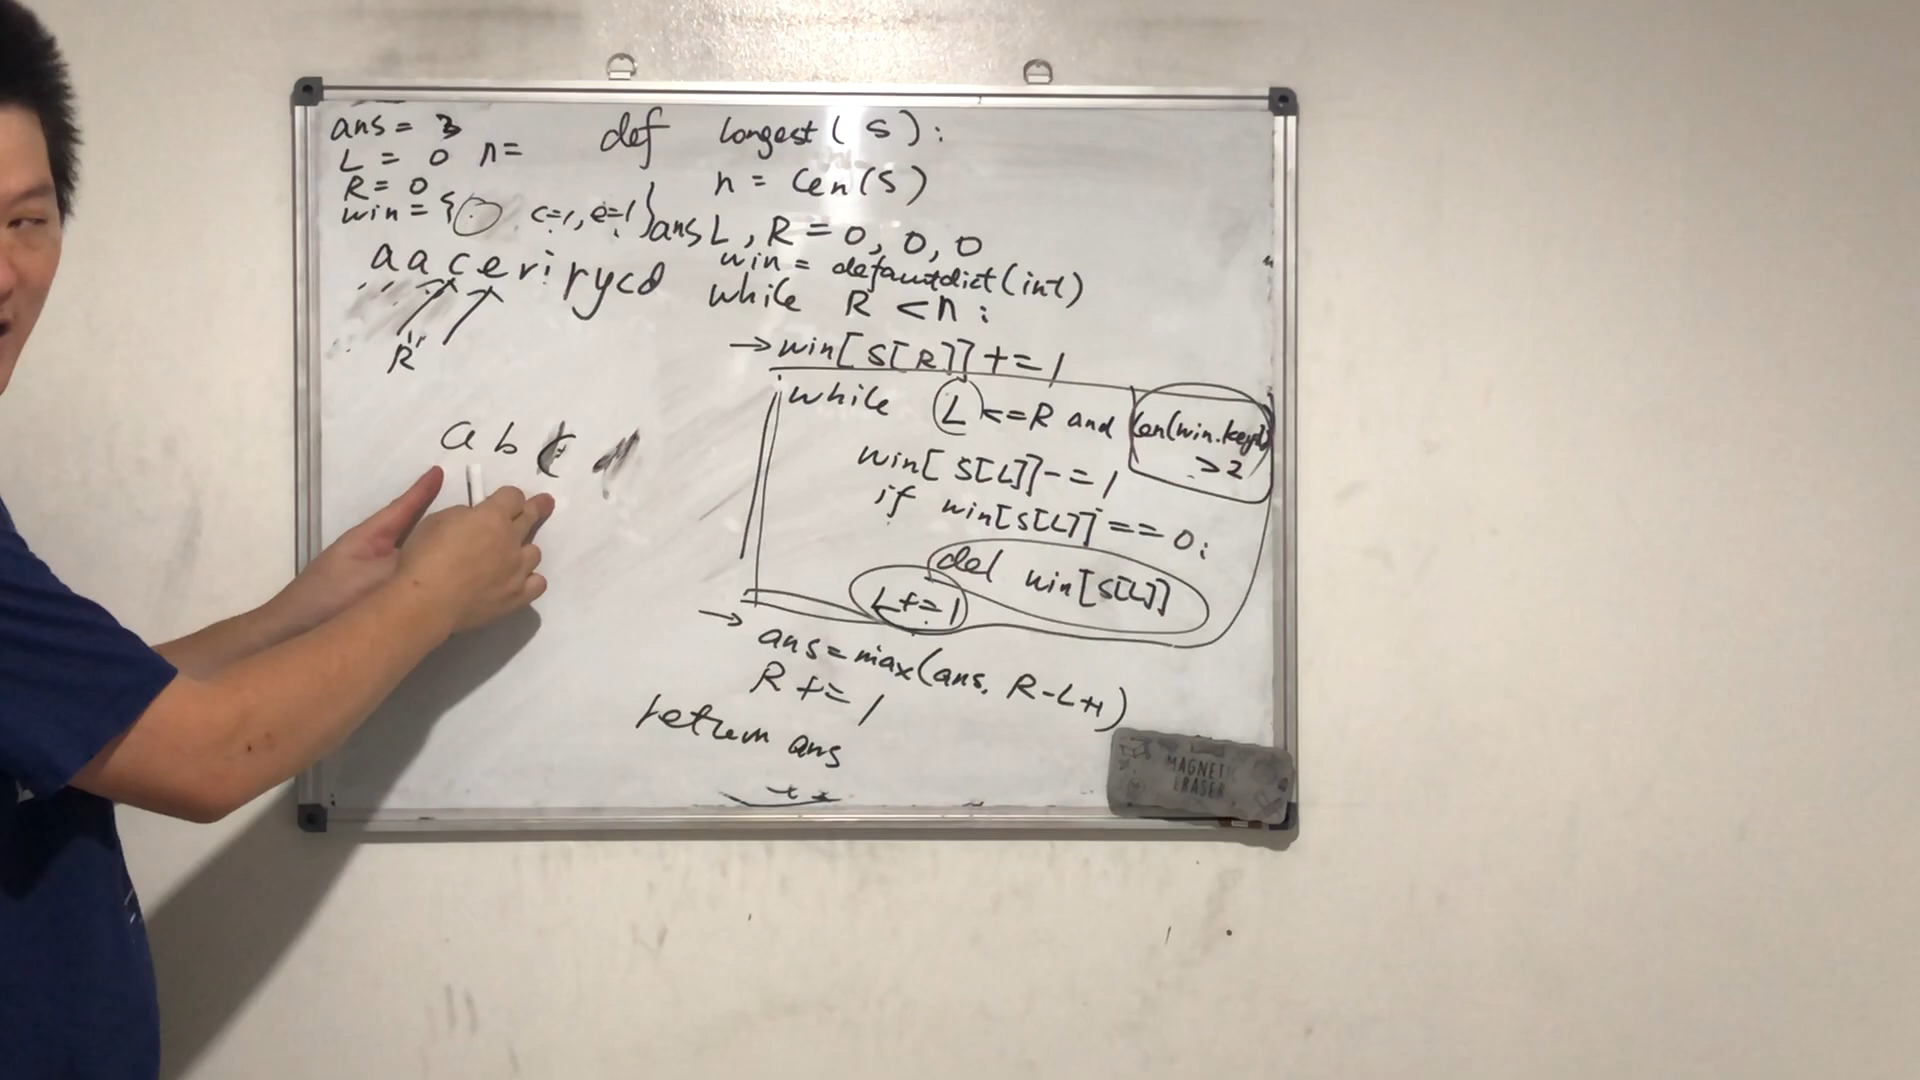 ans = 3
L = 0 n=
R = 0
win = { c=1, e=1 }
a a c e r i r y c d
R
a b c
def longest( s ):
n = len(s)
ans L, R = 0, 0, 0
win = defaultdict(int)
while R < n :
→ win[ s[R]] += 1
while L <= R and len(win.keys) > 2
win[ s[L]] -= 1
if win[s[L]] == 0:
del win[s[L]]
L += 1
→ ans = max(ans, R-L+1)
R += 1
return ans
MAGNETIC
ERASER